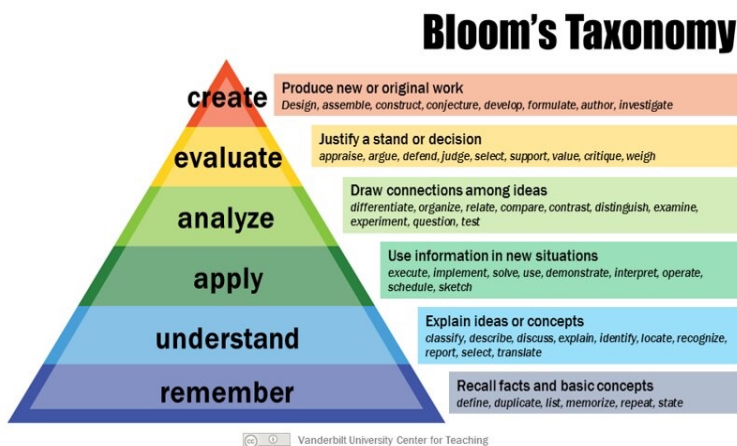 Bloom's Taxonomy
create
Produce new or original work
Design, assemble, construct, conjecture, develop, formulate, author, investigate
evaluate
Justify a stand or decision
appraise, argue, defend, judge, select, support, value, critique, weigh
analyze
Draw connections among ideas
differentiate, organize, relate, compare, contrast, distinguish, examine,
experiment, question, test
apply
Use information in new situations
execute, implement, solve, use, demonstrate, interpret, operate,
schedule, sketch
understand
Explain ideas or concepts
classify, describe, discuss, explain, identify, locate, recognize,
report, select, translate
remember
Recall facts and basic concepts
define, duplicate, list, memorize, repeat, state
cc Vanderbilt University Center for Teaching